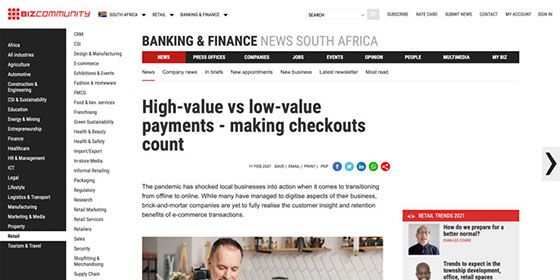 BIZCOMMUNITY
SOUTH AFRICA
RETAIL
BANKING & FINANCE
SEARCH
SUBSCRIBE
RATE CARD
SUBMIT NEWS
CONTACT
MY ACCOUNT
SIGN IN
Africa
All industries
Agriculture
Automotive
Construction &
Engineering
CSI & Sustainability
Education
Energy & Mining
Entrepreneurship
Finance
Healthcare
HR & Management
ICT
Legal
Lifestyle
Logistics & Transport
Manufacturing
Marketing & Media
Property
Retail
Tourism & Travel
CRM
CSI
Design & Manufacturing
E-commerce
Exhibitions & Events
Fashion & Homeware
FMCG
Food & bev. services
Franchising
Green Sustainability
Health & Beauty
Health & Safety
Import/Export
In-store Media
Informal Retailing
Packaging
Regulatory
Research
Retail Marketing
Retail Services
Retailers
Sales
Security
Shopfitting &
Merchandising
Supply Chain
BANKING & FINANCE NEWS SOUTH AFRICA
NEWS
PRESS OFFICES
COMPANIES
JOBS
EVENTS
OPINION
PEOPLE
MULTIMEDIA
MY BIZ
News
Company news
In briefs
New appointments
New business
Latest newsletter
Most read
High-value vs low-value
payments - making checkouts
count
11 FEB 2021 SAVE | EMAIL | PRINT | PDF
The pandemic has shocked local businesses into action when it comes to transitioning
from offline to online. While many have managed to digitise aspects of their business,
brick-and-mortar companies are yet to fully realise the customer insight and retention
benefits of e-commerce transactions.
RETAIL TRENDS 2021
How do we prepare for a
better normal?
Trends to expect in the
township development,
office, retail spaces